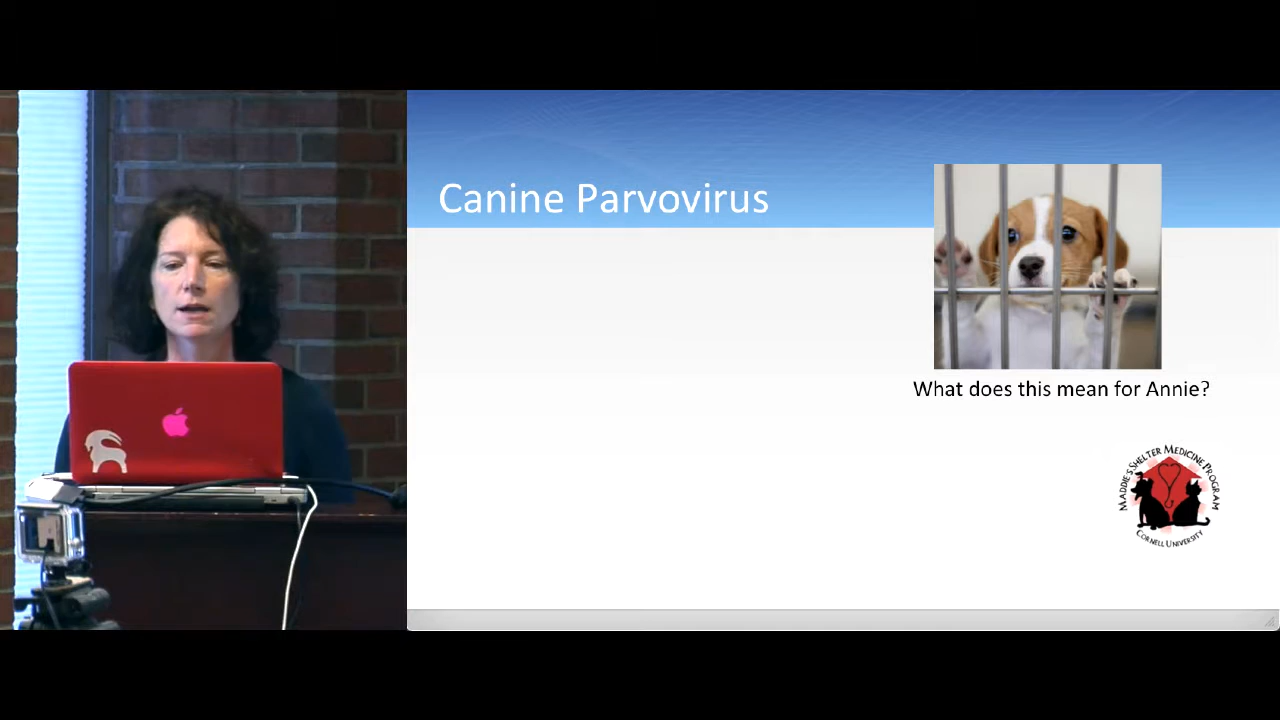 Canine Parvovirus
What does this mean for Annie?
MADDIE'S SHELTER MEDICINE PROGRAM
CORNELL UNIVERSITY